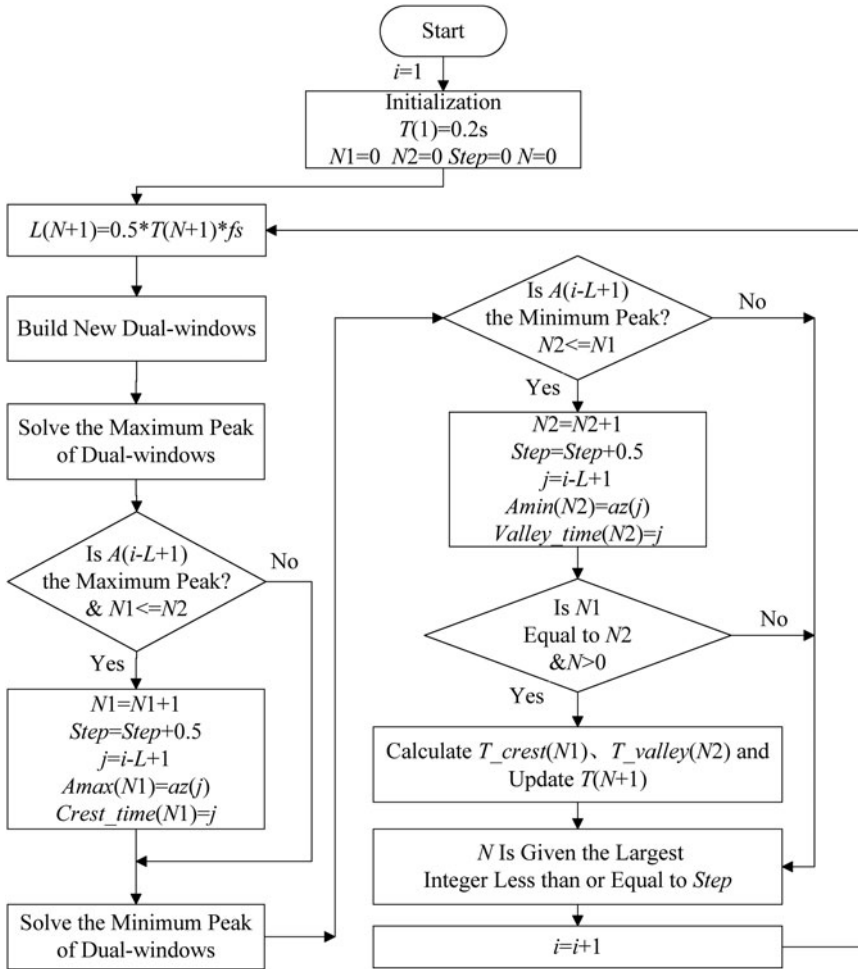 Start
i=1
Initialization
T(1)=0.2s
N1=0 N2=0 Step=0 N=0
L(N+1)=0.5*T(N+1)*fs
Build New Dual-windows
Solve the Maximum Peak
of Dual-windows
Is A(i-L+1)
the Maximum Peak?
& N1<=N2
No
Yes
N1=N1+1
Step=Step+0.5
j=i-L+1
Amax(N1)=az(j)
Crest_time(N1)=j
Solve the Minimum Peak
of Dual-windows
Is A(i-L+1)
the Minimum Peak?
N2<=N1
No
Yes
N2=N2+1
Step=Step+0.5
j=i-L+1
Amin(N2)=az(j)
Valley_time(N2)=j
Is N1
Equal to N2
&N>0
No
Yes
Calculate T_crest(N1)、T_valley(N2) and
Update T(N+1)
N Is Given the Largest
Integer Less than or Equal to Step
i=i+1